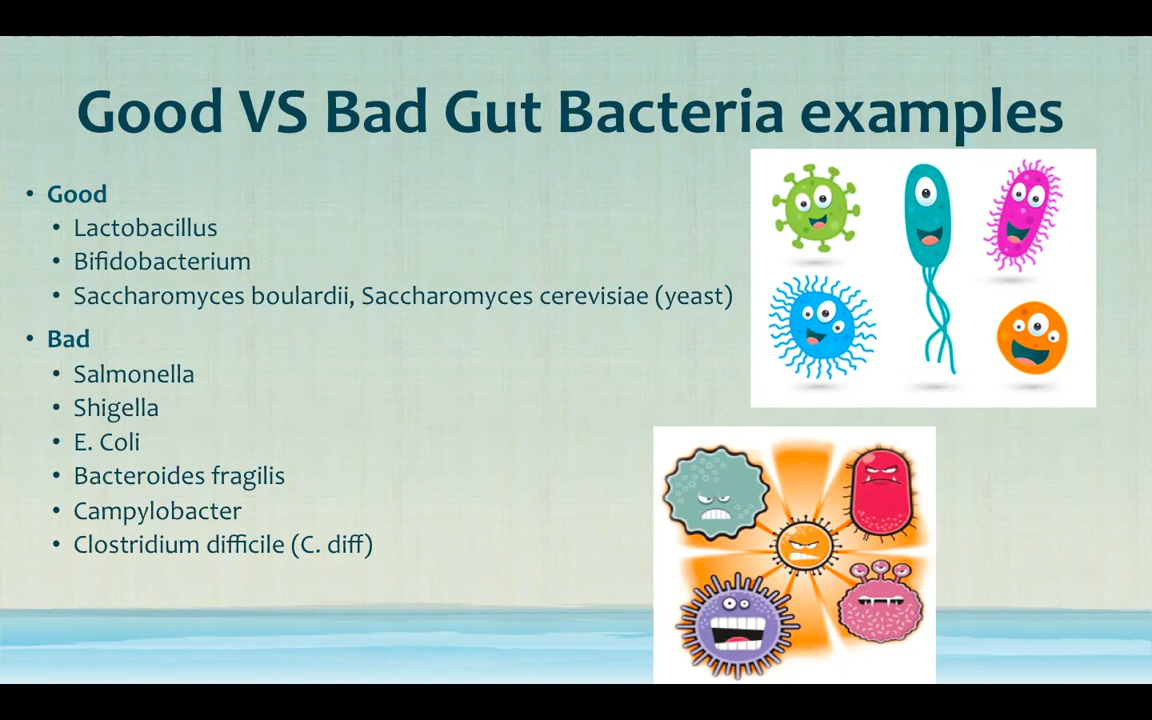 Good VS Bad Gut Bacteria examples
• Good
• Lactobacillus
• Bifidobacterium
• Saccharomyces boulardii, Saccharomyces cerevisiae (yeast)
• Bad
• Salmonella
• Shigella
• E. Coli
• Bacteroides fragilis
• Campylobacter
• Clostridium difficile (C. diff)